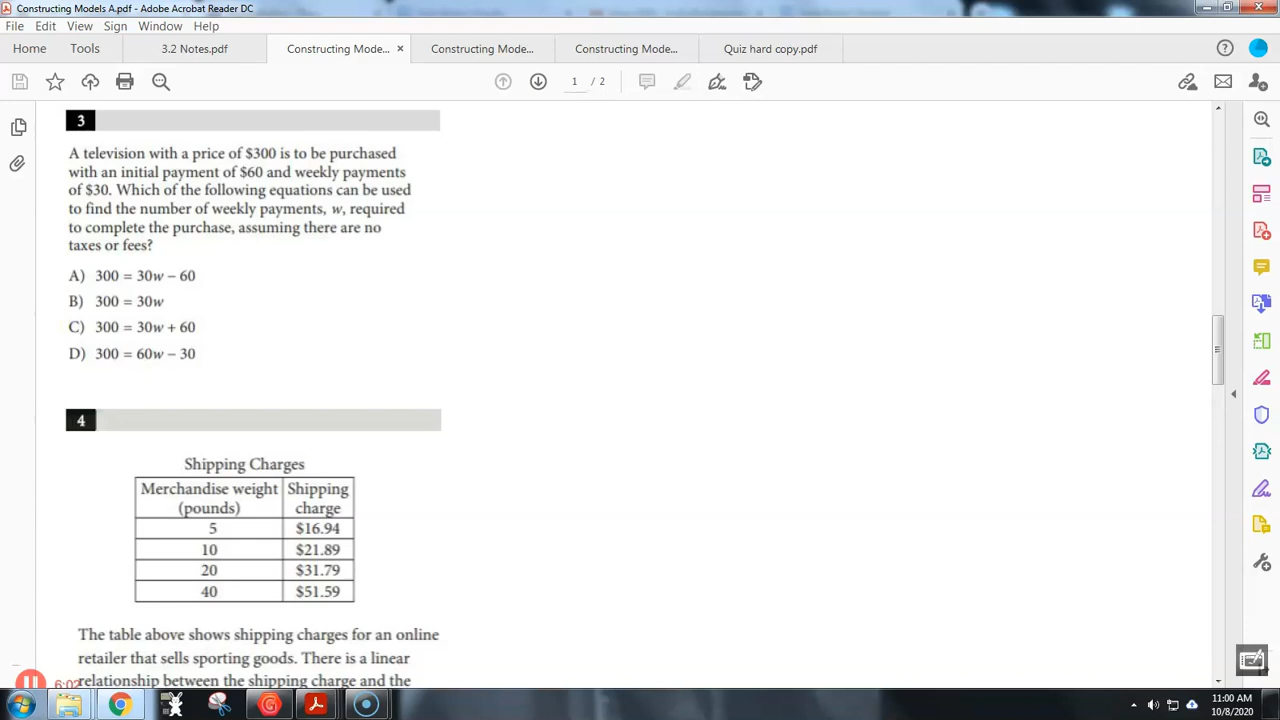 Constructing Models A.pdf - Adobe Acrobat Reader DC
File Edit View Sign Window Help
Home Tools 3.2 Notes.pdf Constructing Mode... × Constructing Mode... Constructing Mode... Quiz hard copy.pdf
1 / 2
3
A television with a price of $300 is to be purchased
with an initial payment of $60 and weekly payments
of $30. Which of the following equations can be used
to find the number of weekly payments, w, required
to complete the purchase, assuming there are no
taxes or fees?
A) 300 = 30w − 60
B) 300 = 30w
C) 300 = 30w + 60
D) 300 = 60w − 30
4
Shipping Charges
Merchandise weight (pounds) Shipping charge
5 $16.94
10 $21.89
20 $31.79
40 $51.59
The table above shows shipping charges for an online
retailer that sells sporting goods. There is a linear
relationship between the shipping charge and the
6:02
11:00 AM
10/8/2020